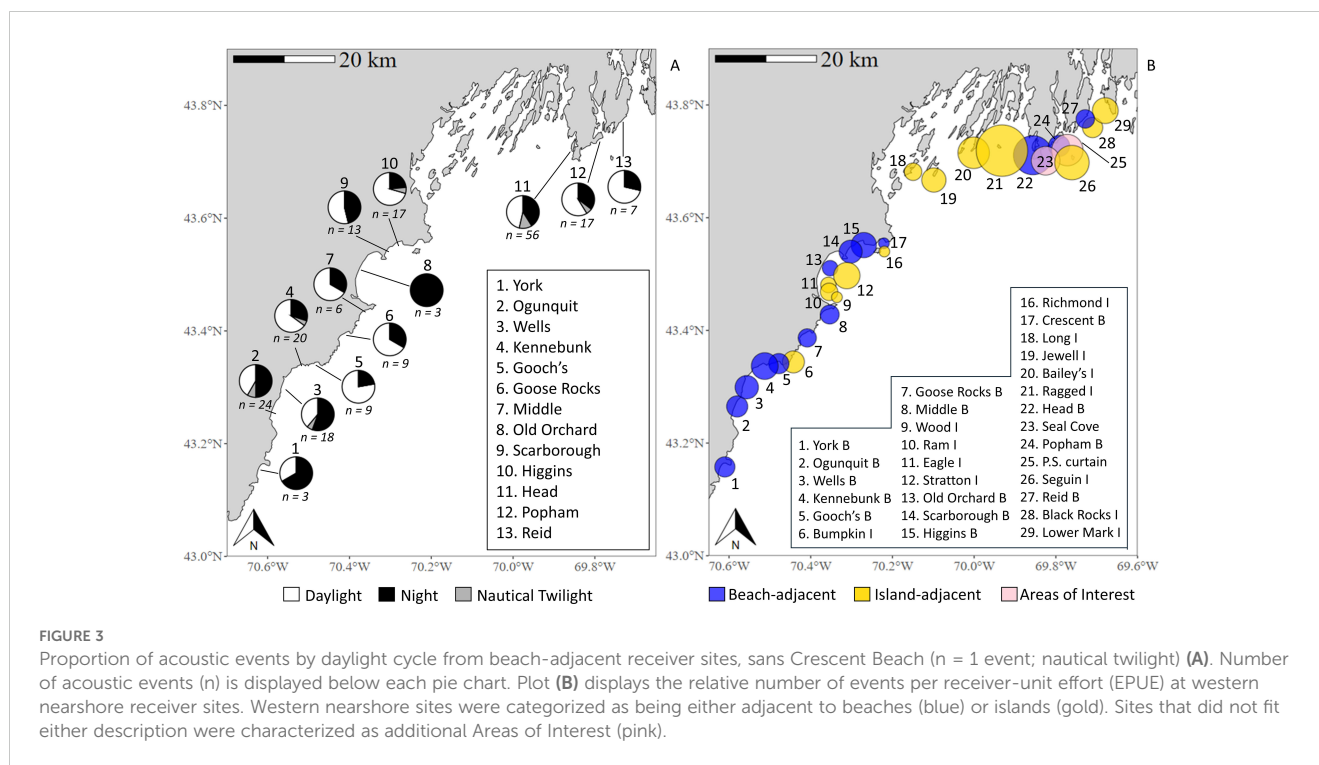 20 km
A
43.8°N
43.6°N
43.4°N
43.2°N
43.0°N
70.6°W
70.4°W
70.2°W
70.0°W
69.8°W
10
n = 17
9
n = 13
11
n = 56
12
n = 17
13
n = 7
7
n = 6
8
n = 3
4
n = 20
6
n = 9
2
n = 24
5
n = 9
3
n = 18
1
n = 3
N
1. York
2. Ogunquit
3. Wells
4. Kennebunk
5. Gooch's
6. Goose Rocks
7. Middle
8. Old Orchard
9. Scarborough
10. Higgins
11. Head
12. Popham
13. Reid
Daylight Night Nautical Twilight
20 km
B
43.8°N
43.6°N
43.4°N
43.2°N
43.0°N
70.6°W
70.4°W
70.2°W
70.0°W
69.8°W
69.6°W
27
24
29
28
18
23
25
20
21
22
26
19
15
14
17
16
13
11
12
10
9
8
7
6
5
4
3
2
1
N
1. York B
2. Ogunquit B
3. Wells B
4. Kennebunk B
5. Gooch's B
6. Bumpkin I
7. Goose Rocks B
8. Middle B
9. Wood I
10. Ram I
11. Eagle I
12. Stratton I
13. Old Orchard B
14. Scarborough B
15. Higgins B
16. Richmond I
17. Crescent B
18. Long I
19. Jewell I
20. Bailey's I
21. Ragged I
22. Head B
23. Seal Cove
24. Popham B
25. P.S. curtain
26. Seguin I
27. Reid B
28. Black Rocks I
29. Lower Mark I
Beach-adjacent Island-adjacent Areas of Interest
FIGURE 3
Proportion of acoustic events by daylight cycle from beach-adjacent receiver sites, sans Crescent Beach (n = 1 event; nautical twilight) (A). Number
of acoustic events (n) is displayed below each pie chart. Plot (B) displays the relative number of events per receiver-unit effort (EPUE) at western
nearshore receiver sites. Western nearshore sites were categorized as being either adjacent to beaches (blue) or islands (gold). Sites that did not fit
either description were characterized as additional Areas of Interest (pink).